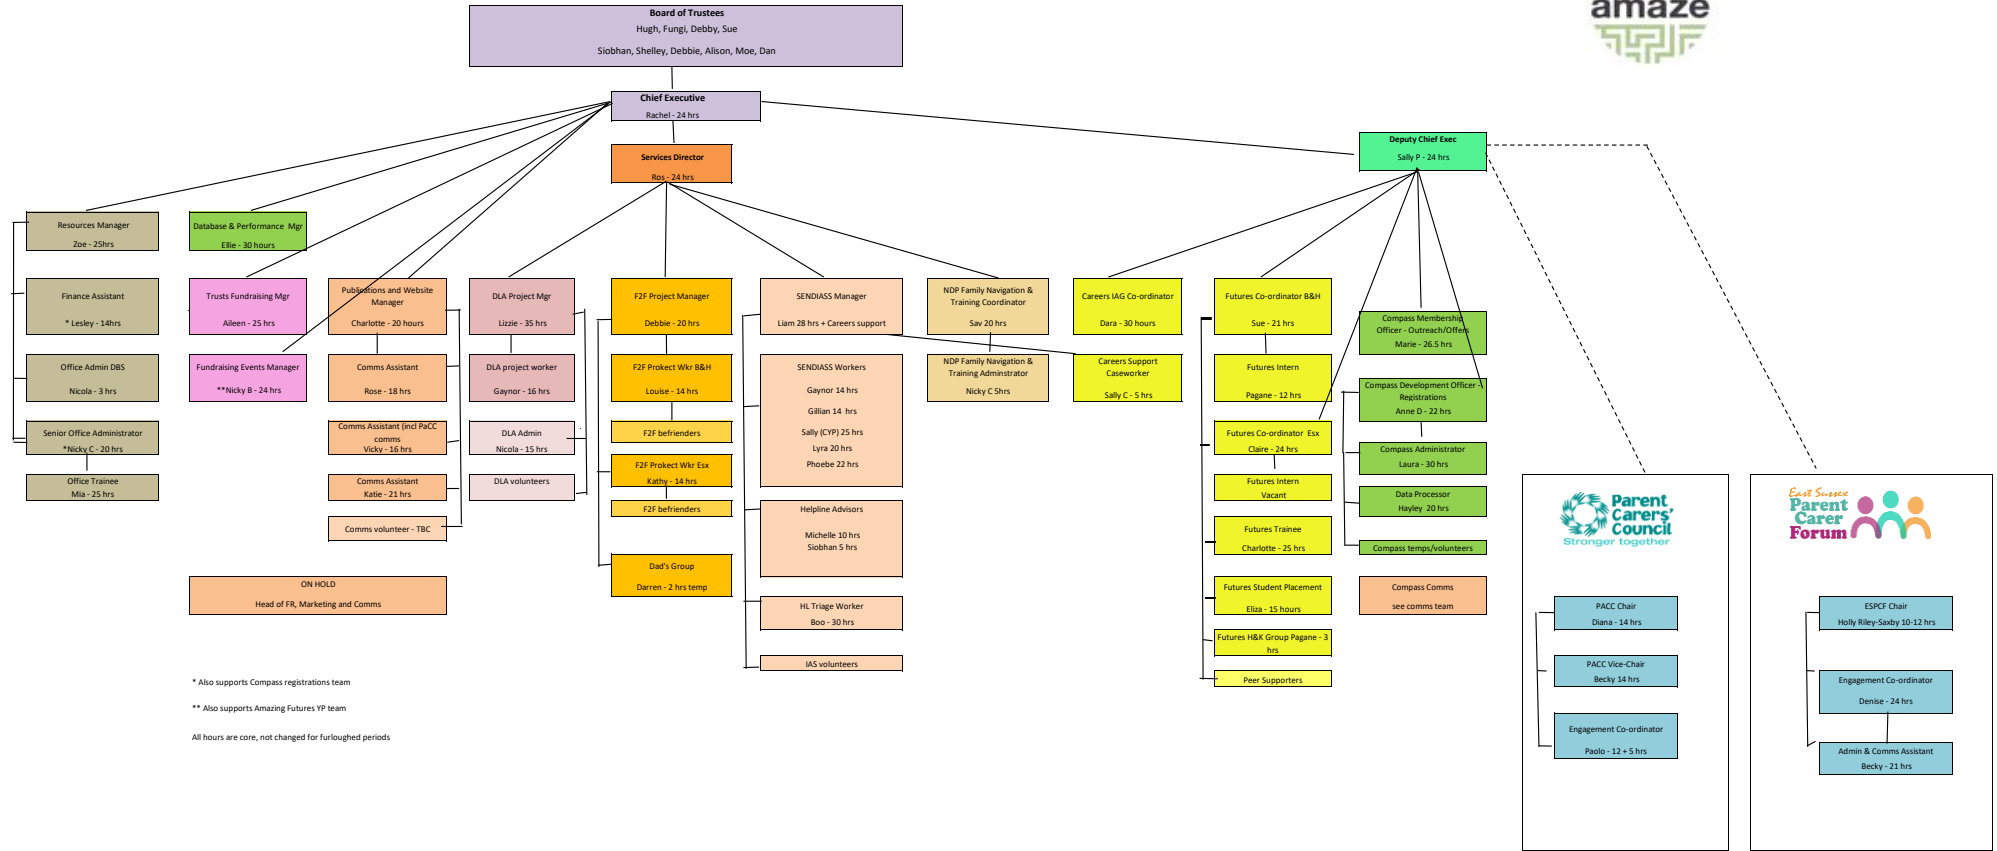 amaze
Board of Trustees
Hugh, Fungi, Debby, Sue
Siobhan, Shelley, Debbie, Alison, Moe, Dan
Chief Executive
Rachel - 24 hrs
Services Director
Ros - 24 hrs
Deputy Chief Exec
Sally P - 24 hrs
Resources Manager
Zoe - 25hrs
Finance Assistant
* Lesley - 14hrs
Office Admin DBS
Nicola - 3 hrs
Senior Office Administrator
*Nicky C - 20 hrs
Office Trainee
Mia - 25 hrs
Database & Performance Mgr
Ellie - 30 hours
Trusts Fundraising Mgr
Aileen - 25 hrs
Fundraising Events Manager
**Nicky B - 24 hrs
Publications and Website
Manager
Charlotte - 20 hours
Comms Assistant
Rose - 18 hrs
Comms Assistant (incl PaCC
comms
Vicky - 16 hrs
Comms Assistant
Katie - 21 hrs
Comms volunteer - TBC
ON HOLD
Head of FR, Marketing and Comms
DLA Project Mgr
Lizzie - 35 hrs
DLA project worker
Gaynor - 16 hrs
DLA Admin
Nicola - 15 hrs
DLA volunteers
F2F Project Manager
Debbie - 20 hrs
F2F Prokect Wkr B&H
Louise - 14 hrs
F2F befrienders
F2F Prokect Wkr Esx
Kathy - 14 hrs
F2F befrienders
Dad's Group
Darren - 2 hrs temp
SENDIASS Manager
Liam 28 hrs + Careers support
SENDIASS Workers
Gaynor 14 hrs
Gillian 14 hrs
Sally (CYP) 25 hrs
Lyra 20 hrs
Phoebe 22 hrs
Helpline Advisors
Michelle 10 hrs
Siobhan 5 hrs
HL Triage Worker
Boo - 30 hrs
IAS volunteers
NDP Family Navigation &
Training Coordinator
Sav 20 hrs
NDP Family Navigation &
Training Adminstrator
Nicky C 5hrs
Careers IAG Co-ordinator
Dara - 30 hours
Careers Support
Caseworker
Sally C - 5 hrs
Futures Co-ordinator B&H
Sue - 21 hrs
Futures Intern
Pagane - 12 hrs
Futures Co-ordinator Esx
Claire - 24 hrs
Futures Intern
Vacant
Futures Trainee
Charlotte - 25 hrs
Futures Student Placement
Eliza - 15 hours
Futures H&K Group Pagane - 3
hrs
Peer Supporters
Compass Membership
Officer - Outreach/Offers
Marie - 26.5 hrs
Compass Development Officer -
Registrations
Anne D - 22 hrs
Compass Administrator
Laura - 30 hrs
Data Processor
Hayley 20 hrs
Compass temps/volunteers
Compass Comms
see comms team
Parent
Carers'
Council
Stronger together
PACC Chair
Diana - 14 hrs
PACC Vice-Chair
Becky 14 hrs
Engagement Co-ordinator
Paolo - 12 + 5 hrs
East Sussex
Parent
Carer
Forum
ESPCF Chair
Holly Riley-Saxby 10-12 hrs
Engagement Co-ordinator
Denise - 24 hrs
Admin & Comms Assistant
Becky - 21 hrs
* Also supports Compass registrations team
** Also supports Amazing Futures YP team
All hours are core, not changed for furloughed periods